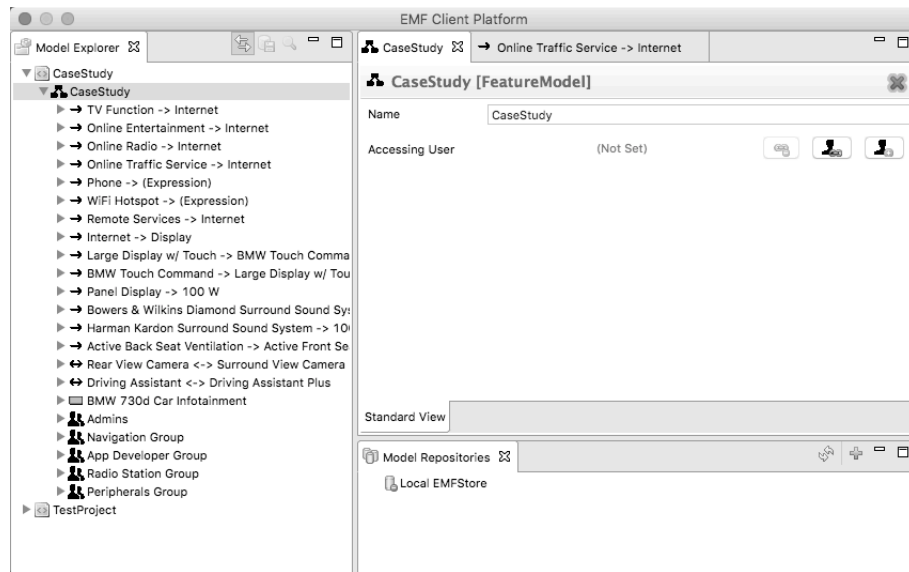 EMF Client Platform
Model Explorer
CaseStudy
CaseStudy
TV Function -> Internet
Online Entertainment -> Internet
Online Radio -> Internet
Online Traffic Service -> Internet
Phone -> (Expression)
WiFi Hotspot -> (Expression)
Remote Services -> Internet
Internet -> Display
Large Display w/ Touch -> BMW Touch Comma
BMW Touch Command -> Large Display w/ Tou
Panel Display -> 100 W
Bowers & Wilkins Diamond Surround Sound Sy
Harman Kardon Surround Sound System -> 10
Active Back Seat Ventilation -> Active Front Se
Rear View Camera <-> Surround View Camera
Driving Assistant <-> Driving Assistant Plus
BMW 730d Car Infotainment
Admins
Navigation Group
App Developer Group
Radio Station Group
Peripherals Group
TestProject
CaseStudy
Online Traffic Service -> Internet
CaseStudy [FeatureModel]
Name CaseStudy
Accessing User (Not Set)
Standard View
Model Repositories
Local EMFStore